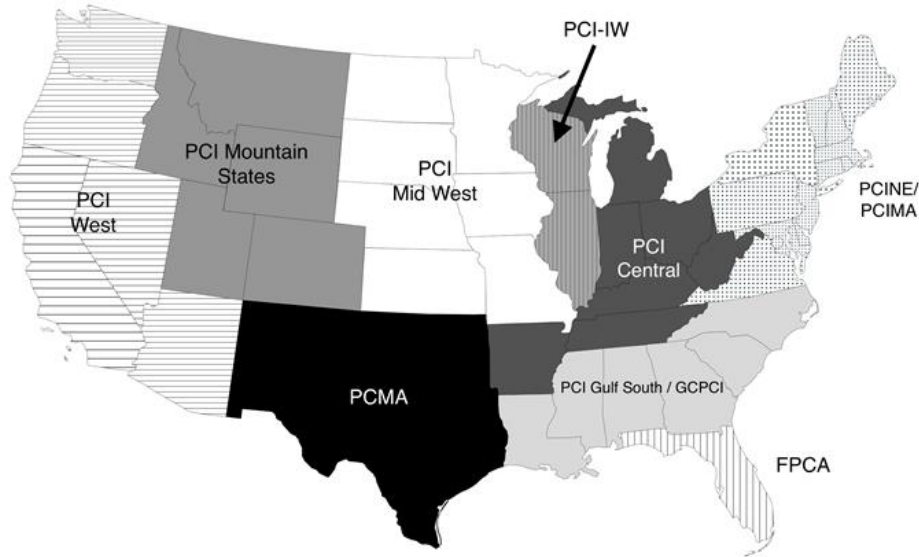 PCI-IW
PCI Mountain
States
PCI
Mid West
PCI
West
PCINE/
PCIMA
PCI
Central
PCMA
PCI Gulf South / GCPCI
FPCA